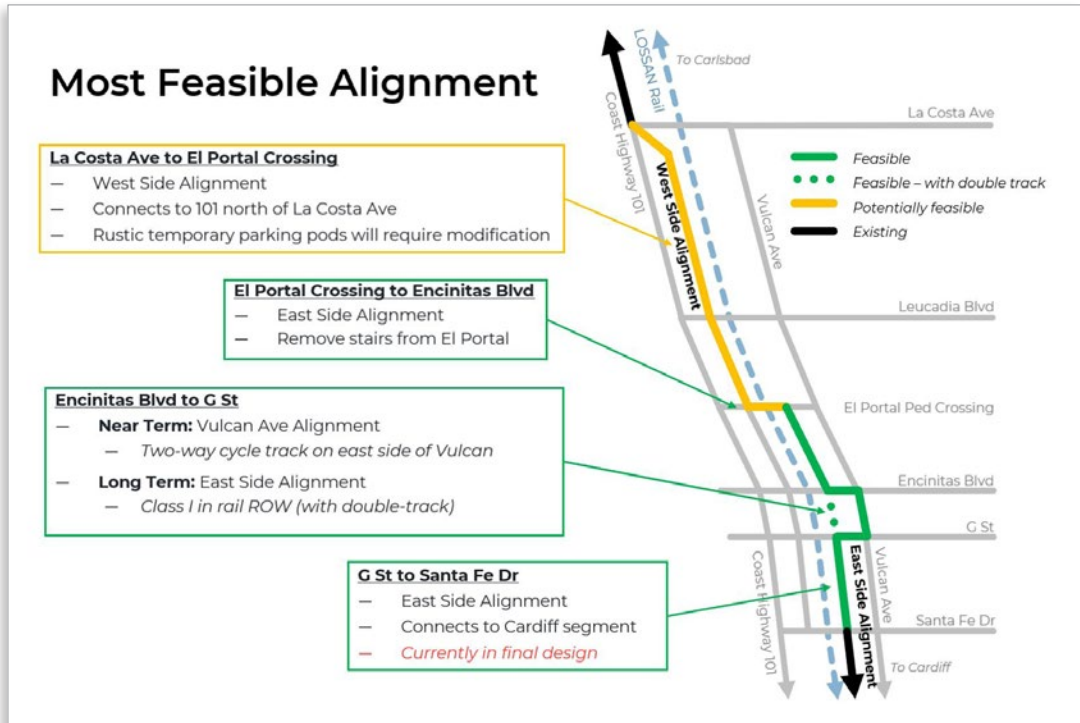 Most Feasible Alignment
La Costa Ave to El Portal Crossing
— West Side Alignment
— Connects to 101 north of La Costa Ave
— Rustic temporary parking pods will require modification
El Portal Crossing to Encinitas Blvd
— East Side Alignment
— Remove stairs from El Portal
Encinitas Blvd to G St
— Near Term: Vulcan Ave Alignment
— Two-way cycle track on east side of Vulcan
— Long Term: East Side Alignment
— Class I in rail ROW (with double-track)
G St to Santa Fe Dr
— East Side Alignment
— Connects to Cardiff segment
— Currently in final design
LOSSAN Rail
To Carlsbad
Coast Highway 101
La Costa Ave
West Side Alignment
Vulcan Ave
Feasible
Feasible – with double track
Potentially feasible
Existing
Leucadia Blvd
El Portal Ped Crossing
Encinitas Blvd
G St
Coast Highway 101
East Side Alignment
Vulcan Ave
Santa Fe Dr
To Cardiff